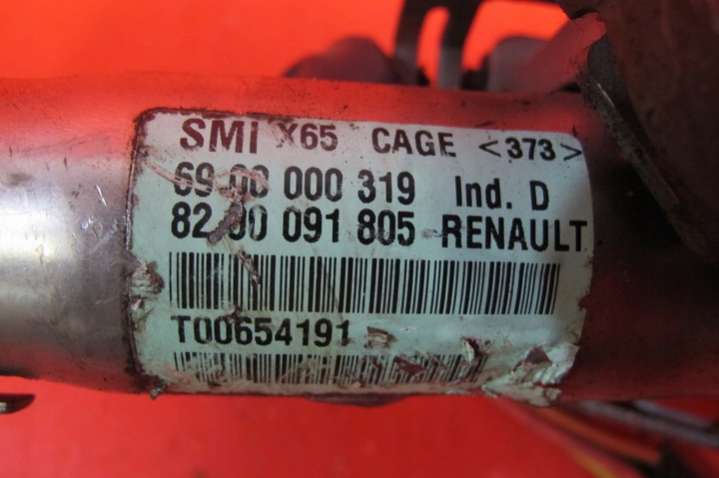 SMI X65 CAGE <373>
69 00 000 319 Ind. D
82 00 091 805 RENAULT
T00654191